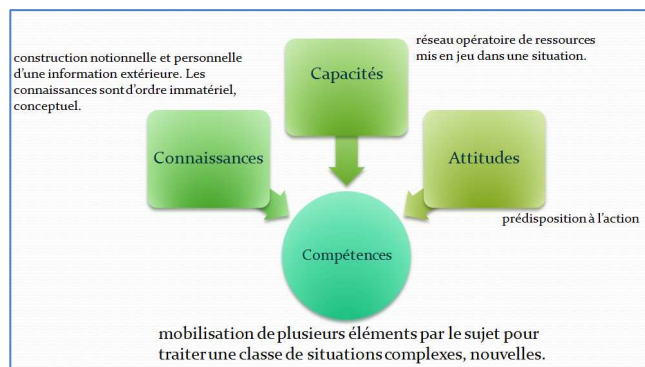 construction notionnelle et personnelle
d'une information extérieure. Les
connaissances sont d'ordre immatériel,
conceptuel.
Capacités
réseau opératoire de ressources
mis en jeu dans une situation.
Connaissances
Attitudes
prédisposition à l'action
Compétences
mobilisation de plusieurs éléments par le sujet pour
traiter une classe de situations complexes, nouvelles.